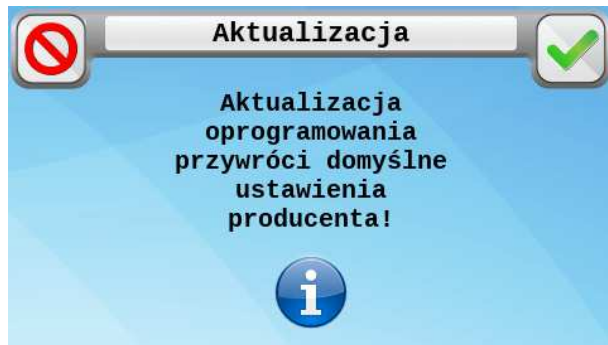 Aktualizacja
Aktualizacja
oprogramowania
przywróci domyślne
ustawienia
producenta!